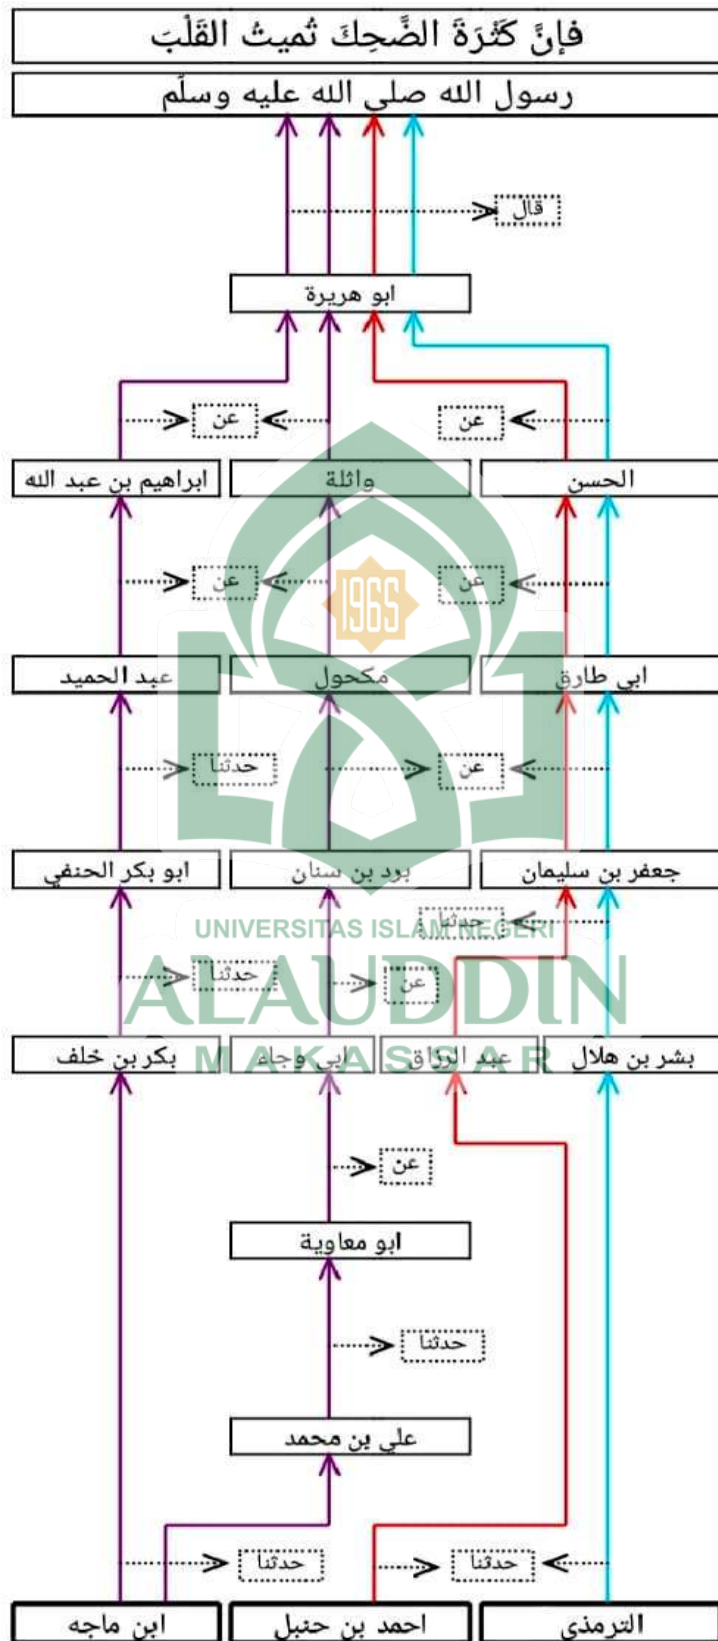 فإنَّ كَثْرَةَ الضَّحِكَ تُميتُ القَلْبَ
رسول الله صلى الله عليه وسلّم
قال
ابو هريرة
عن
عن
الحسن
واثلة
ابراهيم بن عبد الله
عن
عن
1965
ابي طارق
مكحول
عبد الحميد
عن
حدثنا
جعفر بن سليمان
برد بن سنان
ابو بكر الحنفي
حدثنا
UNIVERSITAS ISLAM NEGERI
عن
حدثنا
ALAUDDIN
بشر بن هلال
عبد الرزاق
ابي وجاء
بكر بن خلف
MAKASSAR
عن
ابو معاوية
حدثنا
علي بن محمد
حدثنا
حدثنا
الترمذي
احمد بن حنبل
ابن ماجه